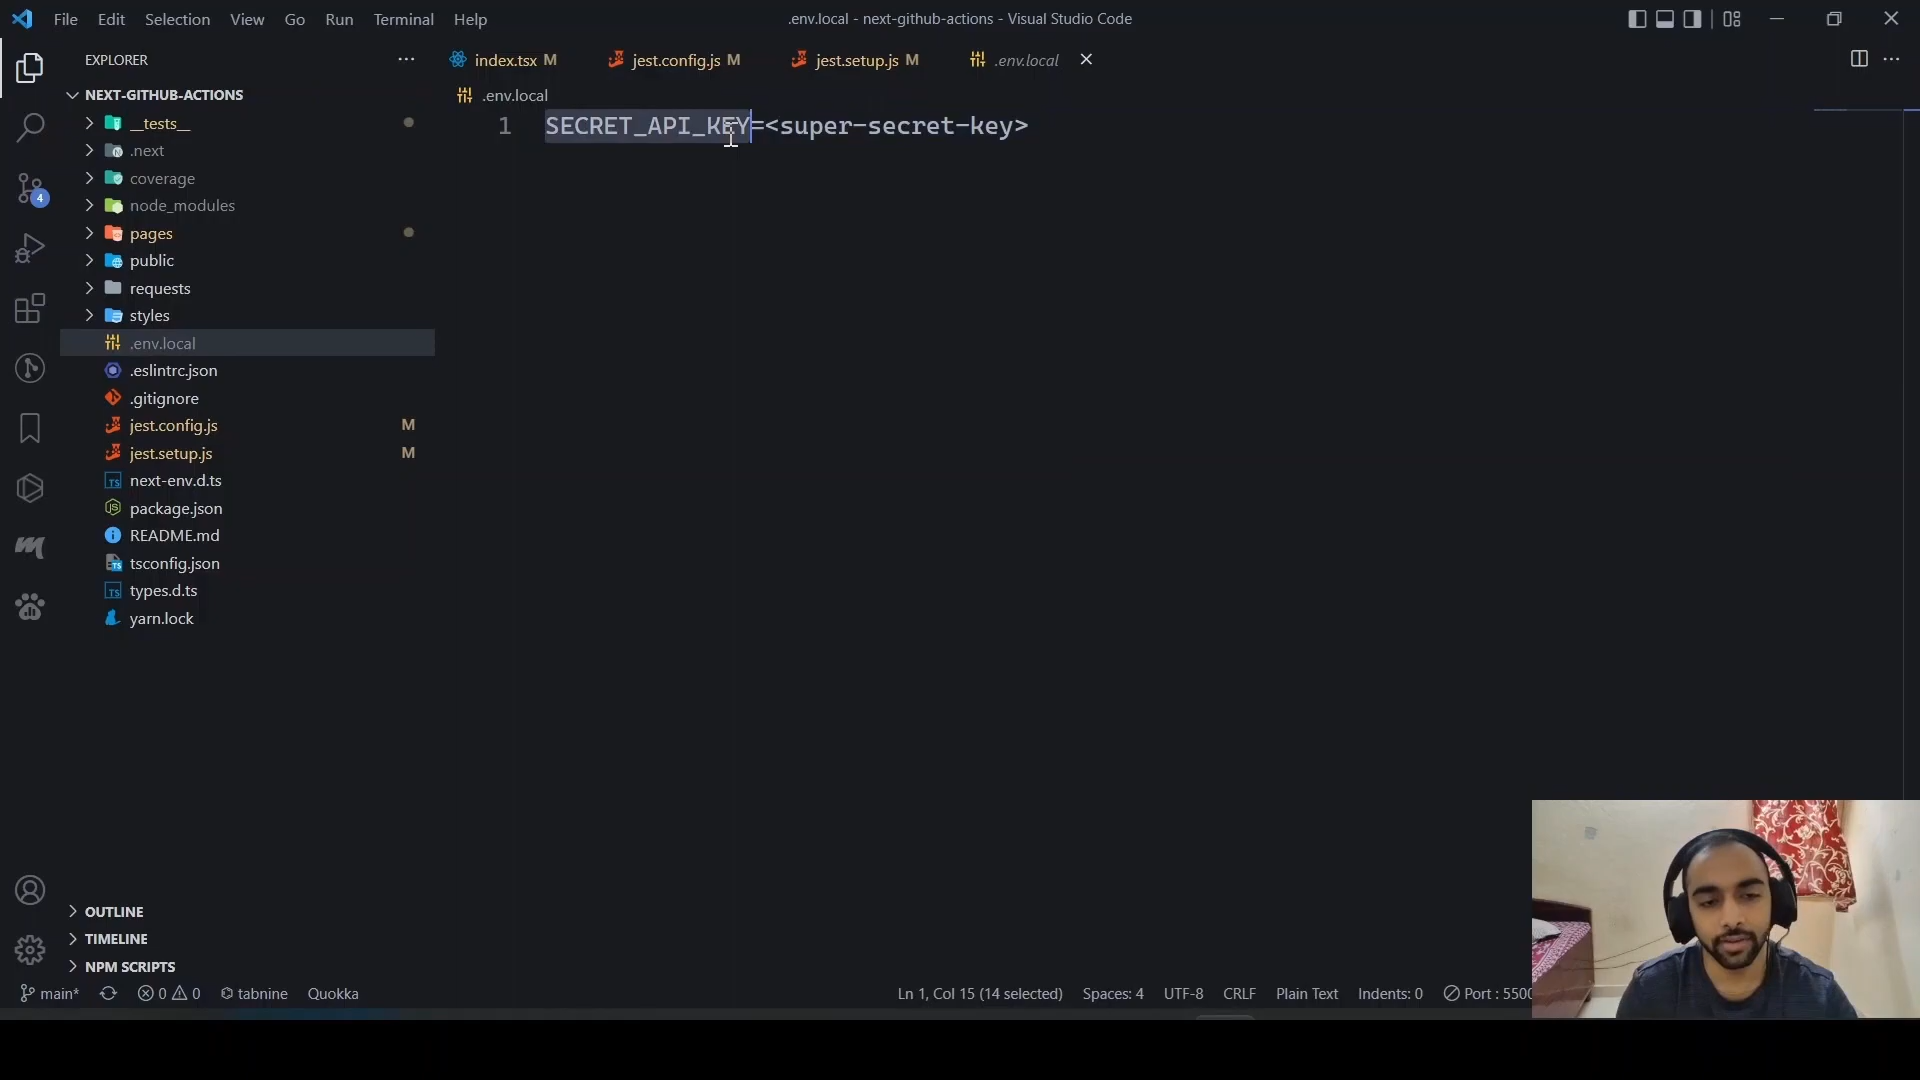 File Edit Selection View Go Run Terminal Help
.env.local - next-github-actions - Visual Studio Code
EXPLORER
index.tsx M
jest.config.js M
jest.setup.js M
.env.local
NEXT-GITHUB-ACTIONS
.env.local
__tests__
1 SECRET_API_KEY=<super-secret-key>
.next
coverage
4
node_modules
pages
public
requests
styles
.env.local
.eslintrc.json
.gitignore
jest.config.js M
jest.setup.js M
next-env.d.ts
package.json
README.md
tsconfig.json
types.d.ts
yarn.lock
OUTLINE
TIMELINE
NPM SCRIPTS
main* 0 0 tabnine Quokka
Ln 1, Col 15 (14 selected) Spaces: 4 UTF-8 CRLF Plain Text Indents: 0 Port : 5500